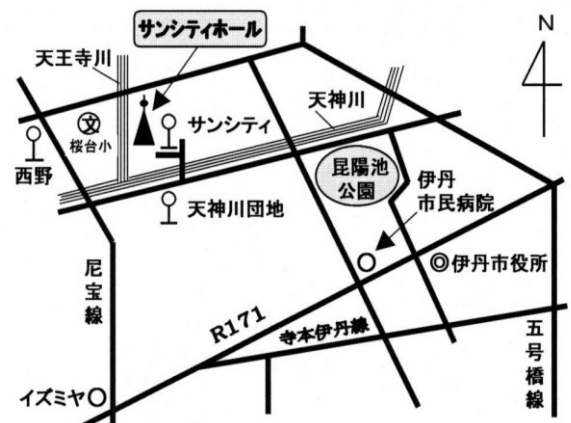 サンシティホール
N
天王寺川
天神川
文
桜台小
サンシティ
西野
昆陽池
公園
伊丹
市民病院
天神川団地
伊丹市役所
尼宝線
R171
寺本伊丹線
五号橋線
イズミヤ